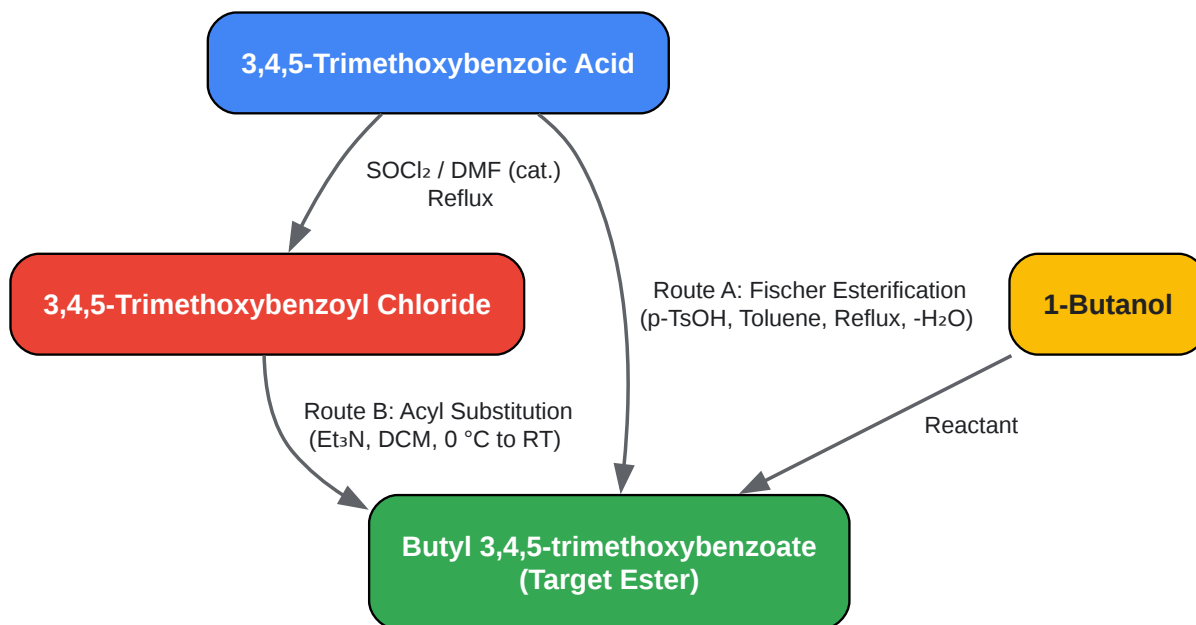 3,4,5-Trimethoxybenzoic Acid
SOCl₂ / DMF (cat.)
Reflux
3,4,5-Trimethoxybenzoyl Chloride
Route A: Fischer Esterification
(p-TsOH, Toluene, Reflux, -H₂O)
1-Butanol
Route B: Acyl Substitution
(Et₃N, DCM, 0 °C to RT)
Reactant
Butyl 3,4,5-trimethoxybenzoate
(Target Ester)